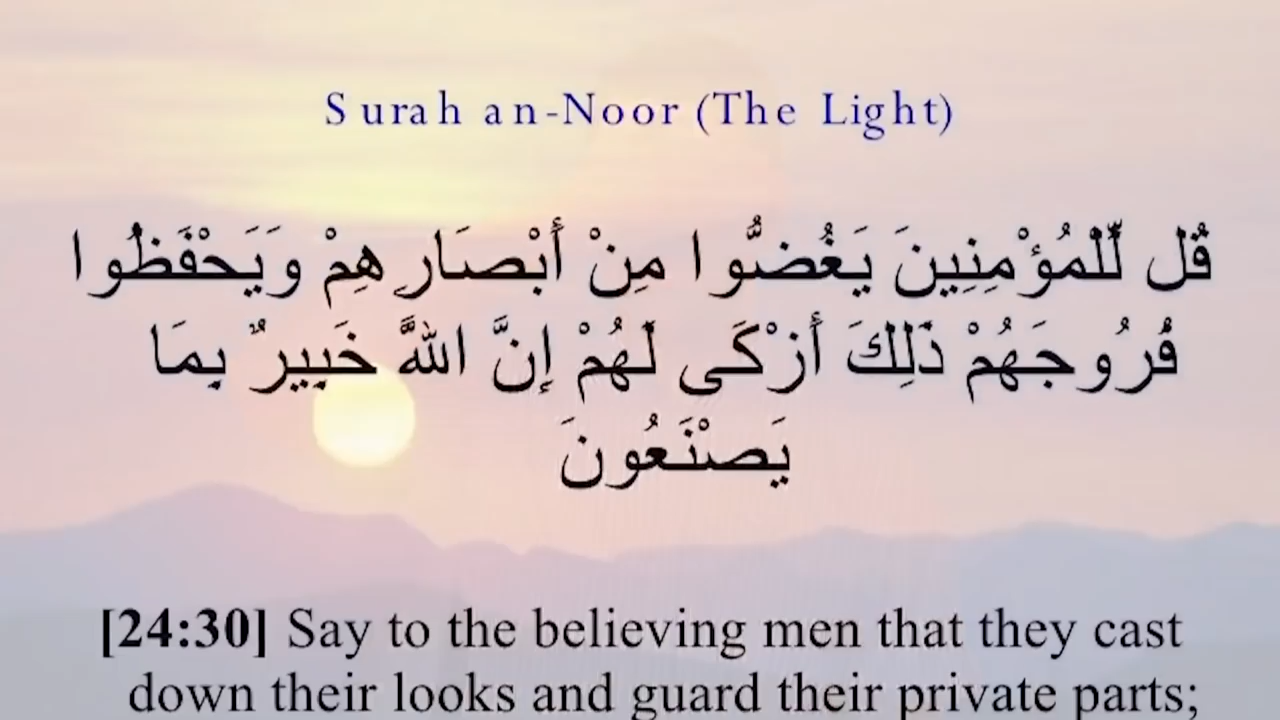 Surah an-Noor (The Light)
قُل لِّلْمُؤْمِنِينَ يَغُضُّوا مِنْ أَبْصَارِهِمْ وَيَحْفَظُوا
فُرُوجَهُمْ ذَلِكَ أَزْكَى لَهُمْ إِنَّ اللَّهَ خَبِيرٌ بِمَا
يَصْنَعُونَ
[24:30] Say to the believing men that they cast
down their looks and guard their private parts;